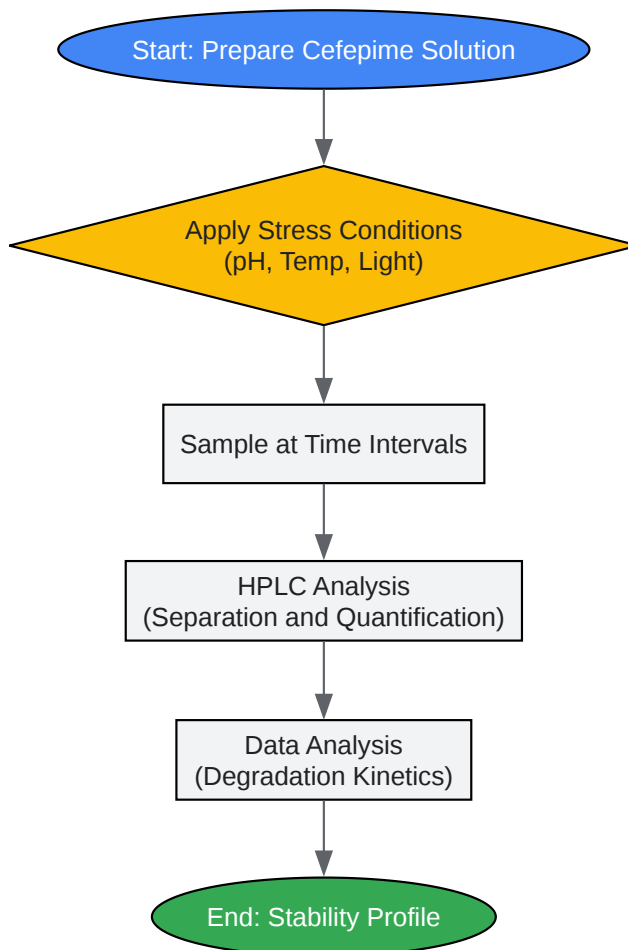 Start: Prepare Cefepime Solution
Apply Stress Conditions
(pH, Temp, Light)
Sample at Time Intervals
HPLC Analysis
(Separation and Quantification)
Data Analysis
(Degradation Kinetics)
End: Stability Profile